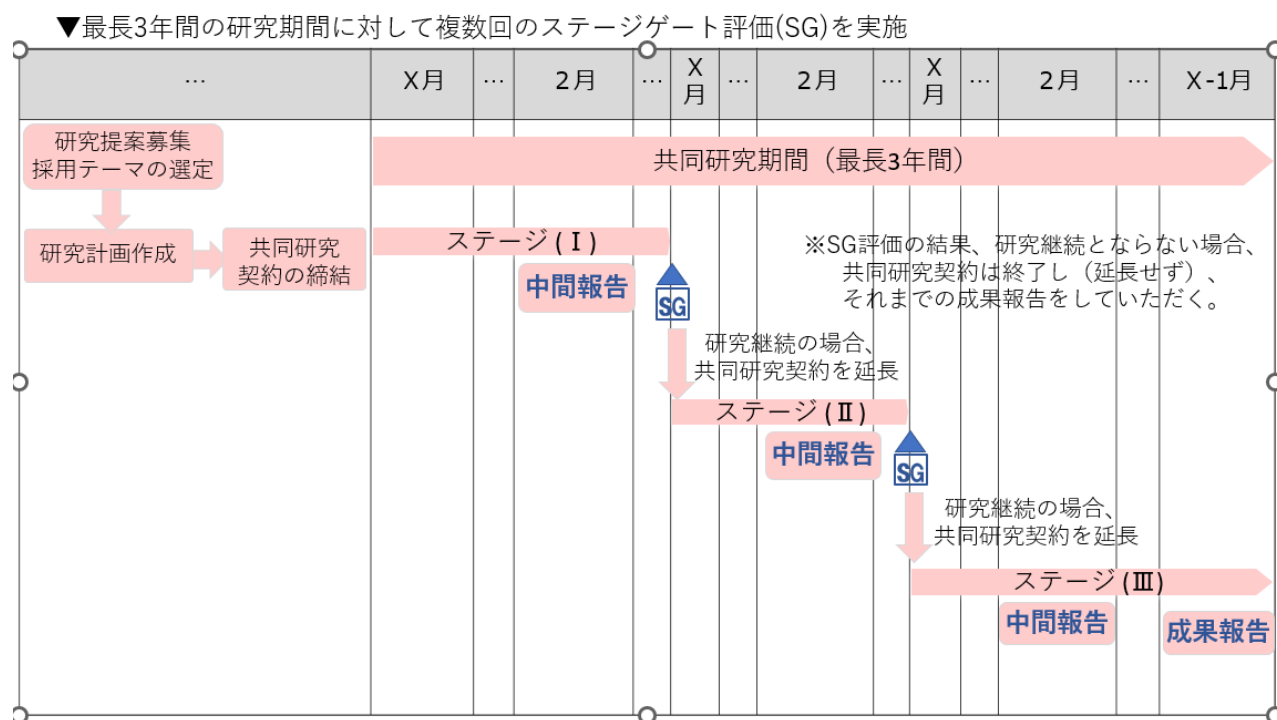 ▼最長3年間の研究期間に対して複数回のステージゲート評価(SG)を実施
… X月 … 2月 … X月 … 2月 … X月 … 2月 … X-1月
研究提案募集
採用テーマの選定
共同研究期間（最長3年間）
研究計画作成
共同研究
契約の締結
ステージ(Ⅰ)
中間報告
SG
※SG評価の結果、研究継続とならない場合、
共同研究契約は終了し（延長せず）、
それまでの成果報告をしていただく。
研究継続の場合、
共同研究契約を延長
ステージ(Ⅱ)
中間報告
SG
研究継続の場合、
共同研究契約を延長
ステージ(Ⅲ)
中間報告
成果報告